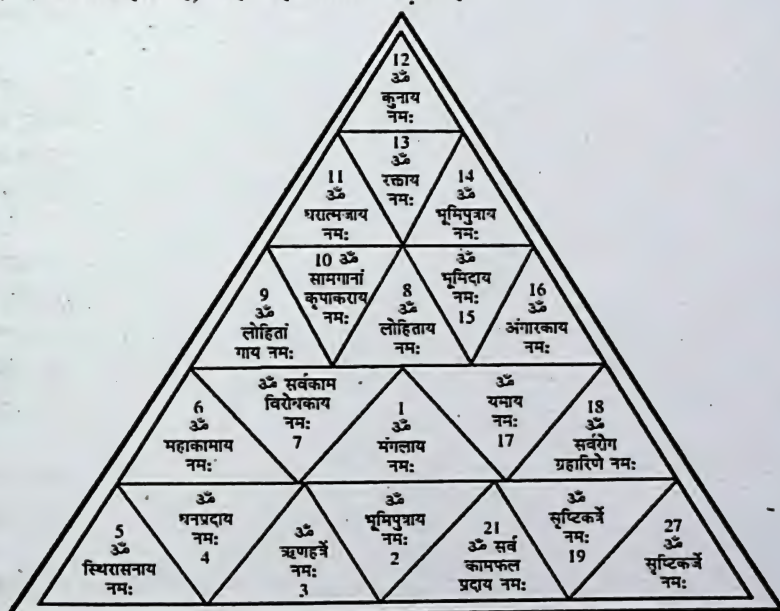 12
ॐ
कुनाय
नम:
13
ॐ
रक्ताय
नम:
11
ॐ
धरात्मजाय
नम:
14
ॐ
भूमिपुत्राय
नम:
10 ॐ
सामगानां
कृपाकराय
नम:
ॐ
भूमिदाय
नम:
15
9
ॐ
लोहितां
गाय नम:
8
ॐ
लोहिताय
नम:
16
ॐ
अंगारकाय
नम:
ॐ सर्वकाम
विरोधकाय
नम:
7
ॐ
यमाय
नम:
17
6
ॐ
महाकामाय
नम:
1
ॐ
मंगलाय
नम:
18
ॐ
सर्वरोग
प्रहारिणे नम:
ॐ
धनप्रदाय
नम:
4
ॐ
भूमिपुत्राय
नम:
2
ॐ
सृष्टिकर्त्रे
नम:
19
5
ॐ
स्थिरासनाय
नम:
ॐ
ऋणहर्त्रे
नम:
3
21
ॐ सर्व
कामफल
प्रदाय नम:
27
ॐ
सृष्टिकर्जे
नम: